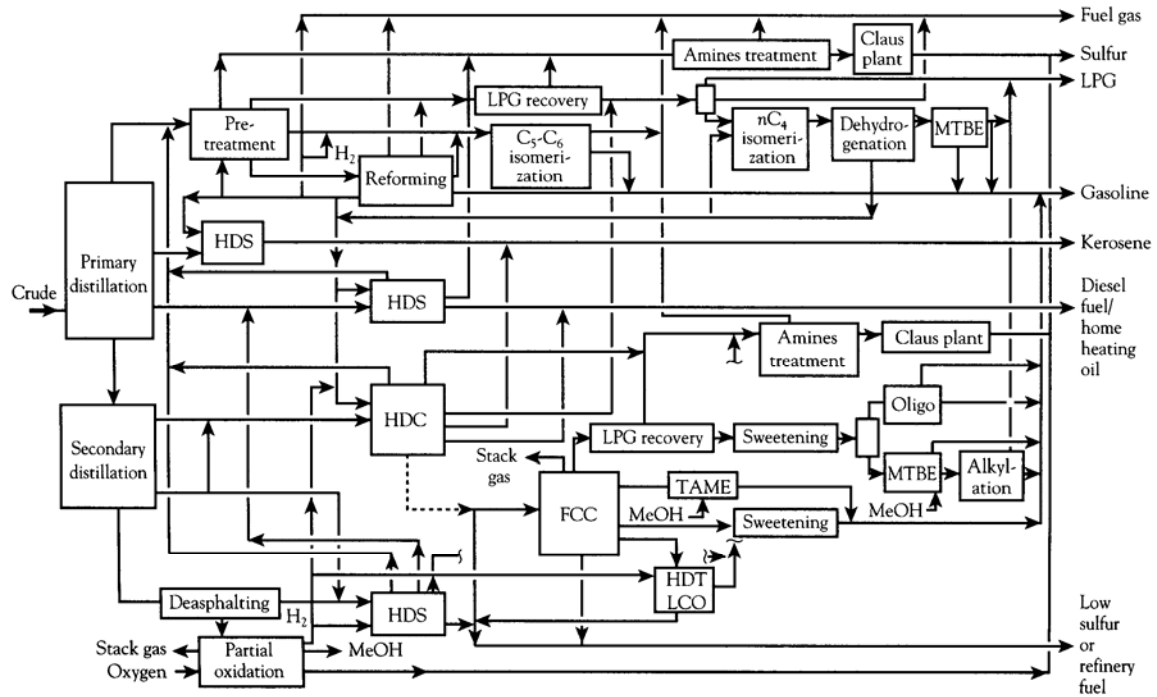 Fuel gas
Claus
plant
Amines treatment
Sulfur
LPG
LPG recovery
Pre-
treatment
nC4
isomerization
Dehydro-
genation
MTBE
C5-C6
isomeri-
zation
H2
Reforming
Gasoline
HDS
Kerosene
Primary
distillation
Crude
HDS
Diesel
fuel/
home
heating
oil
Amines
treatment
Claus plant
HDC
Oligo
Secondary
distillation
LPG recovery
Sweetening
Stack
gas
MTBE
Alkyl-
ation
TAME
MeOH
MeOH
FCC
Sweetening
HDT
LCO
Deasphalting
H2
HDS
Low
sulfur
or
refinery
fuel
Stack gas
Oxygen
Partial
oxidation
MeOH